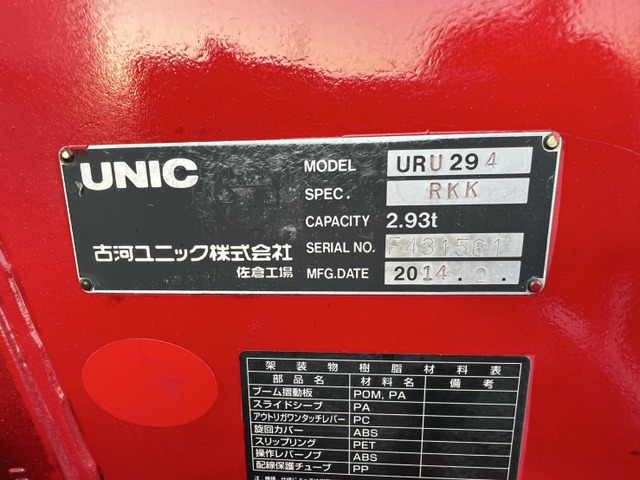 UNIC
MODEL URU294
SPEC. RKK
CAPACITY 2.93t
古河ユニック株式会社
SERIAL NO. F431561
佐倉工場
MFG.DATE 2014.2.
架装物樹脂材料表
部品名 材料名 備考
ブーム摺動板 POM, PA
スライドシーブ PA
アウトリガワンタッチレバー PC
旋回カバー ABS
スリップリング PET
操作レバーノブ ABS
配線保護チューブ PP